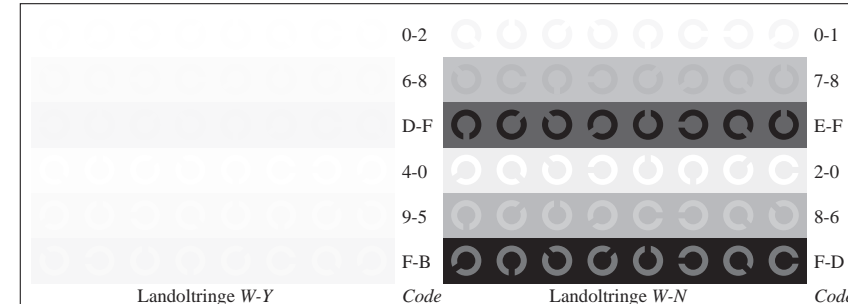 0-2 0-1
6-8 7-8
D-F E-F
4-0 2-0
9-5 8-6
F-B F-D
Landoltringe W-Y Code Landoltringe W-N